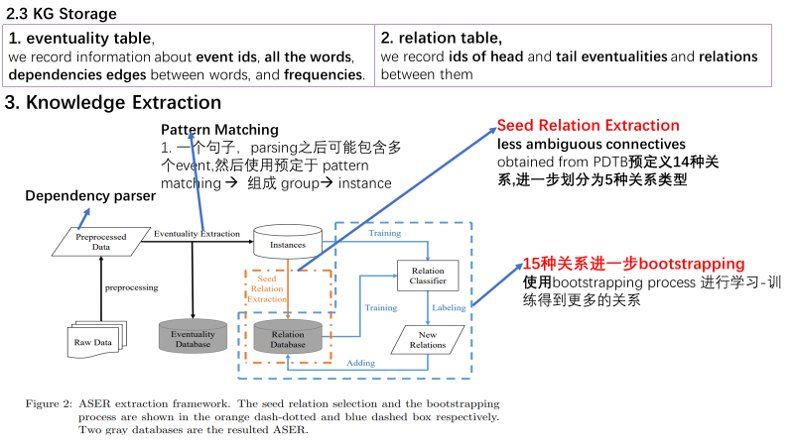 2.3 KG Storage
1. eventuality table,
we record information about event ids, all the words,
dependencies edges between words, and frequencies.
2. relation table,
we record ids of head and tail eventualities and relations
between them
3. Knowledge Extraction
Pattern Matching
1. 一个句子，parsing之后可能包含多
个event,然后使用预定于 pattern
matching → 组成 group→ instance
Seed Relation Extraction
less ambiguous connectives
obtained from PDTB预定义14种关
系,进一步划分为5种关系类型
Dependency parser
Preprocessed
Data
Eventuality Extraction
Instances
Training
preprocessing
Seed
Relation
Extraction
Relation
Classifier
15种关系进一步bootstrapping
使用bootstrapping process 进行学习-训
练得到更多的关系
Training
Labeling
Raw Data
Eventuality
Database
Relation
Database
New
Relations
Adding
Figure 2: ASER extraction framework. The seed relation selection and the bootstrapping
process are shown in the orange dash-dotted and blue dashed box respectively.
Two gray databases are the resulted ASER.